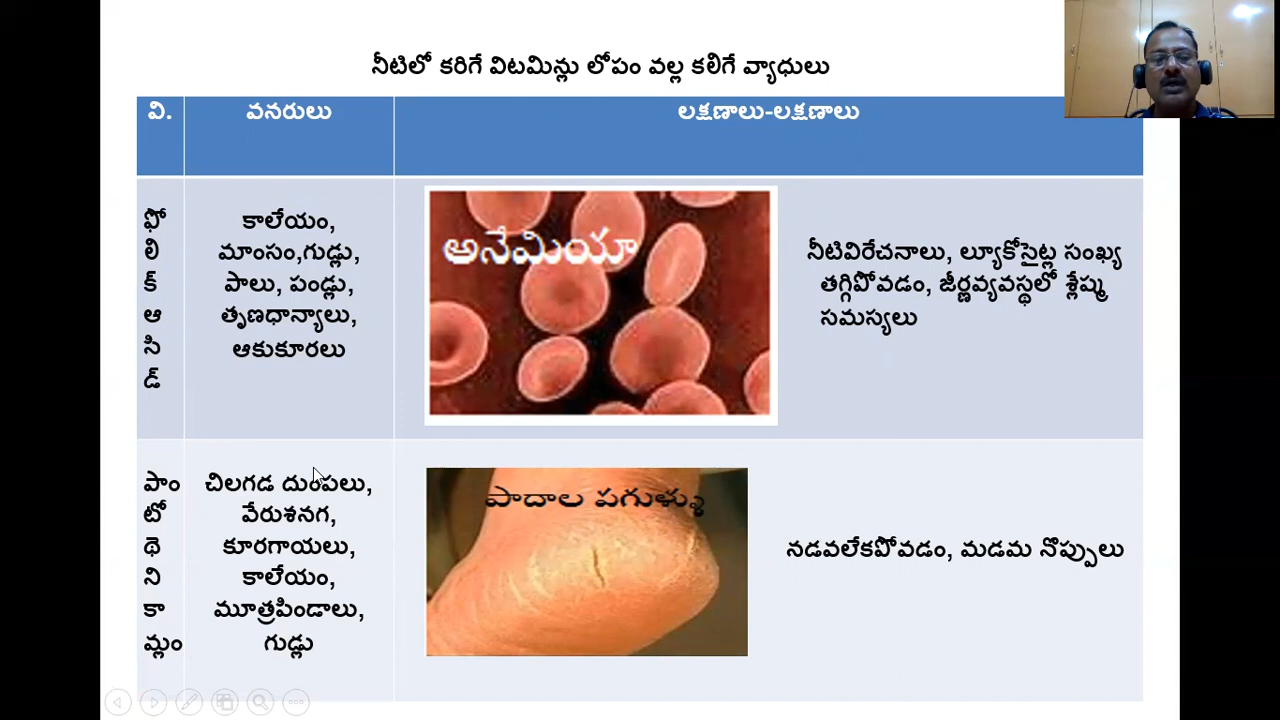 నీటిలో కరిగే విటమిన్లు లోపం వల్ల కలిగే వ్యాధులు
వి. వనరులు లక్షణాలు-లక్షణాలు
ఫో
లి
క్
ఆ
సి
డ్
కాలేయం,
మాంసం,గుడ్లు,
పాలు, పండ్లు,
తృణధాన్యాలు,
ఆకుకూరలు
అనేమియా
నీటివిరేచనాలు, ల్యూకోసైట్ల సంఖ్య
తగ్గిపోవడం, జీర్ణవ్యవస్థలో శ్లేష్మ
సమస్యలు
పాం
టో
థె
ని
కా
మ్లం
చిలగడ దుంపలు,
వేరుశనగ,
కూరగాయలు,
కాలేయం,
మూత్రపిండాలు,
గుడ్లు
పాదాల పగుళ్ళు
నడవలేకపోవడం, మడమ నొప్పులు